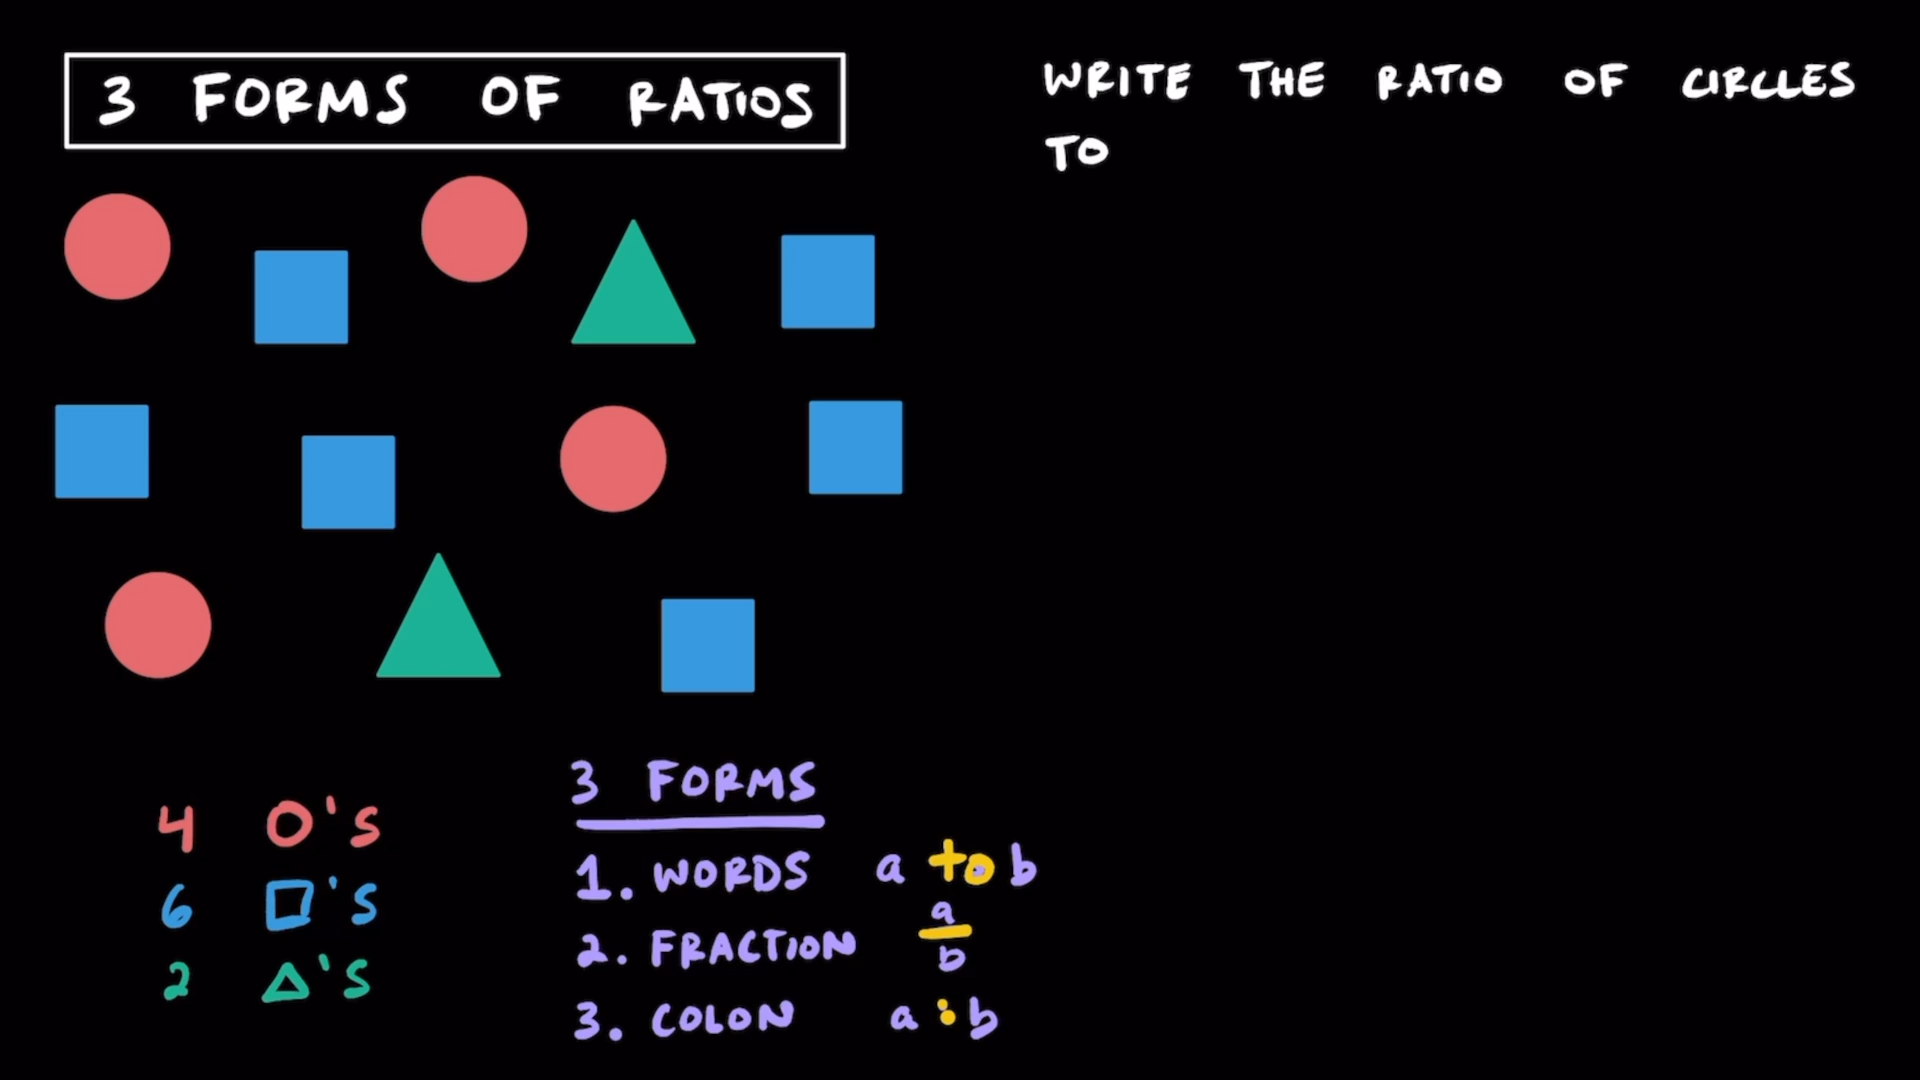 3 FORMS OF RATIOS
WRITE THE RATIO OF CIRCLES
TO
4 O'S
6 □'S
2 △'S
3 FORMS
1. WORDS a to b
2. FRACTION a/b
3. COLON a : b